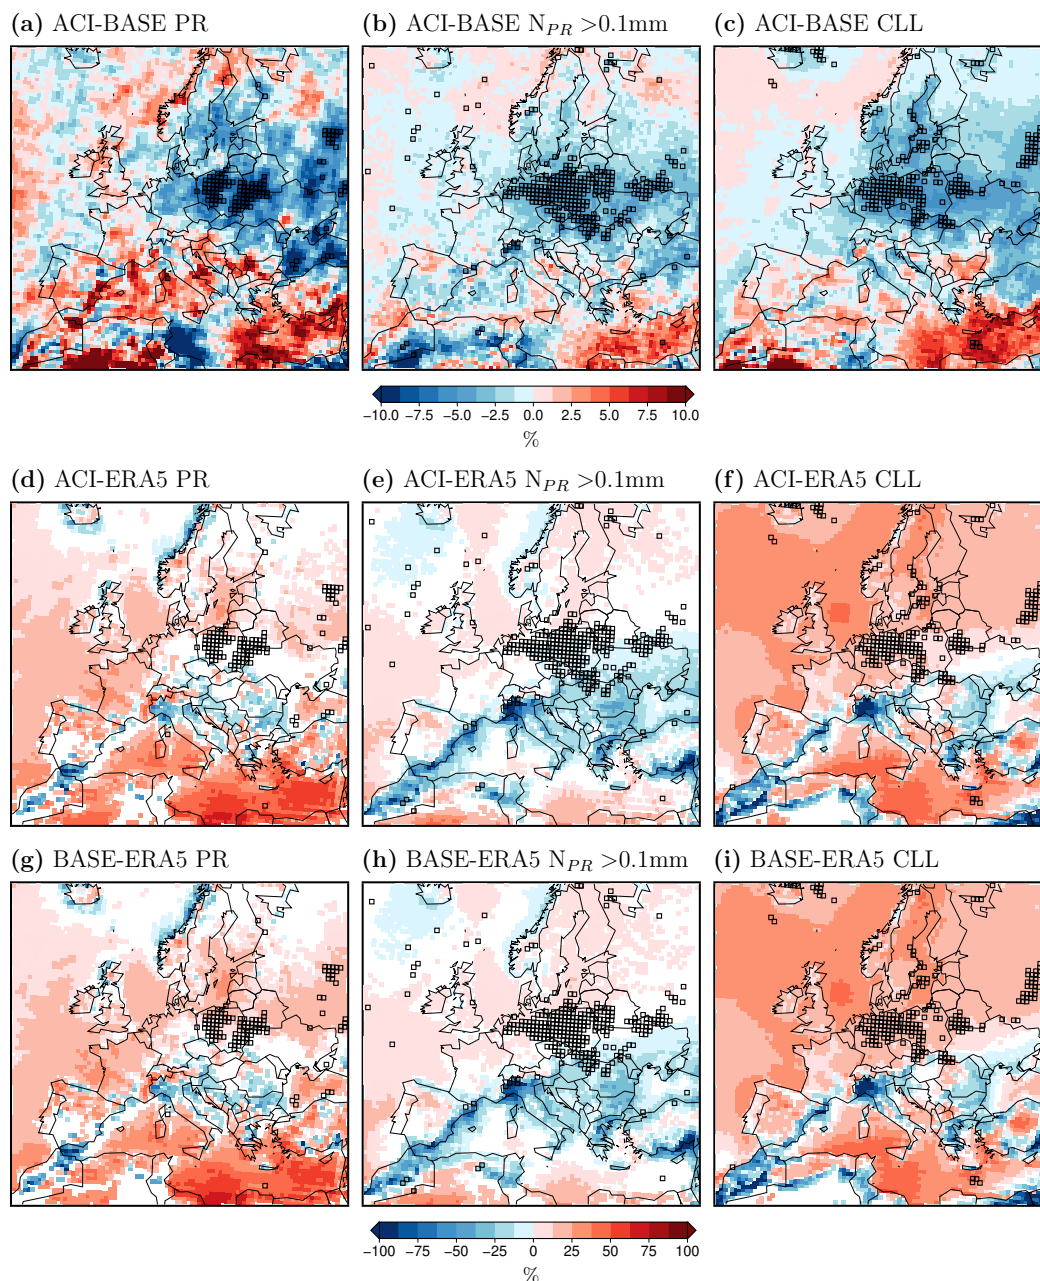 (a) ACI-BASE PR
(b) ACI-BASE N_PR >0.1mm
(c) ACI-BASE CLL
−10.0 −7.5 −5.0 −2.5 0.0 2.5 5.0 7.5 10.0
%
(d) ACI-ERA5 PR
(e) ACI-ERA5 N_PR >0.1mm
(f) ACI-ERA5 CLL
(g) BASE-ERA5 PR
(h) BASE-ERA5 N_PR >0.1mm
(i) BASE-ERA5 CLL
−100 −75 −50 −25 0 25 50 75 100
%